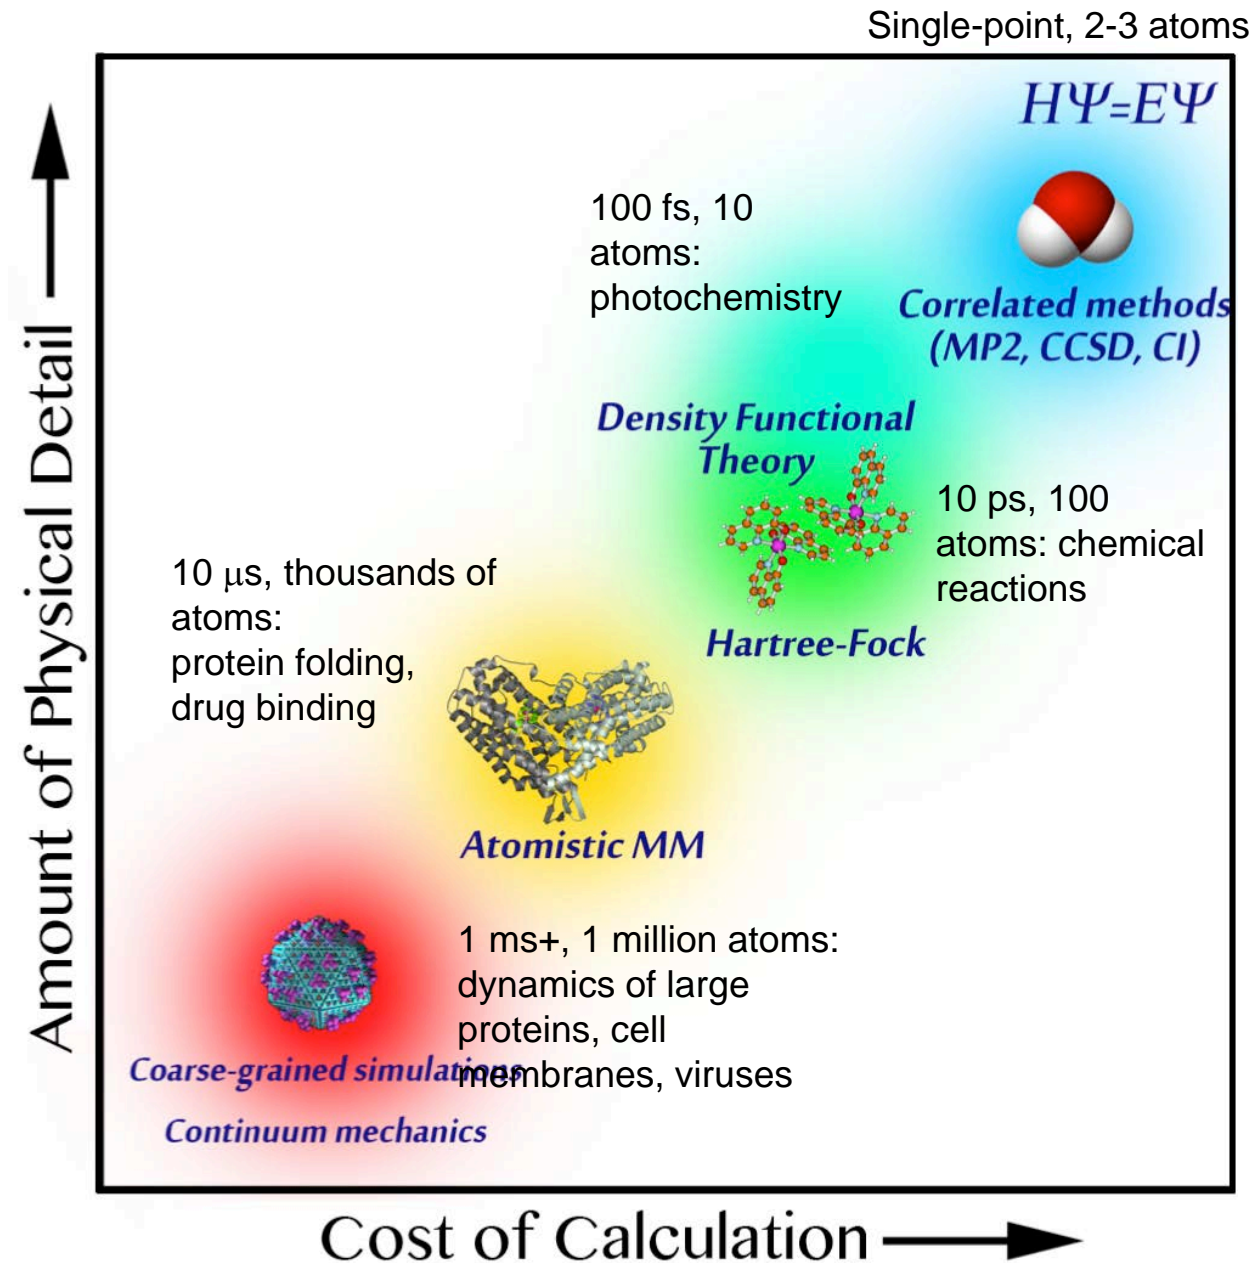 Single-point, 2-3 atoms
HΨ=EΨ
100 fs, 10
atoms:
photochemistry
Correlated methods
(MP2, CCSD, CI)
Density Functional
Theory
10 ps, 100
atoms: chemical
reactions
Hartree-Fock
10 μs, thousands of
atoms:
protein folding,
drug binding
Atomistic MM
1 ms+, 1 million atoms:
dynamics of large
proteins, cell
membranes, viruses
Coarse-grained simulations
Continuum mechanics
Amount of Physical Detail
Cost of Calculation